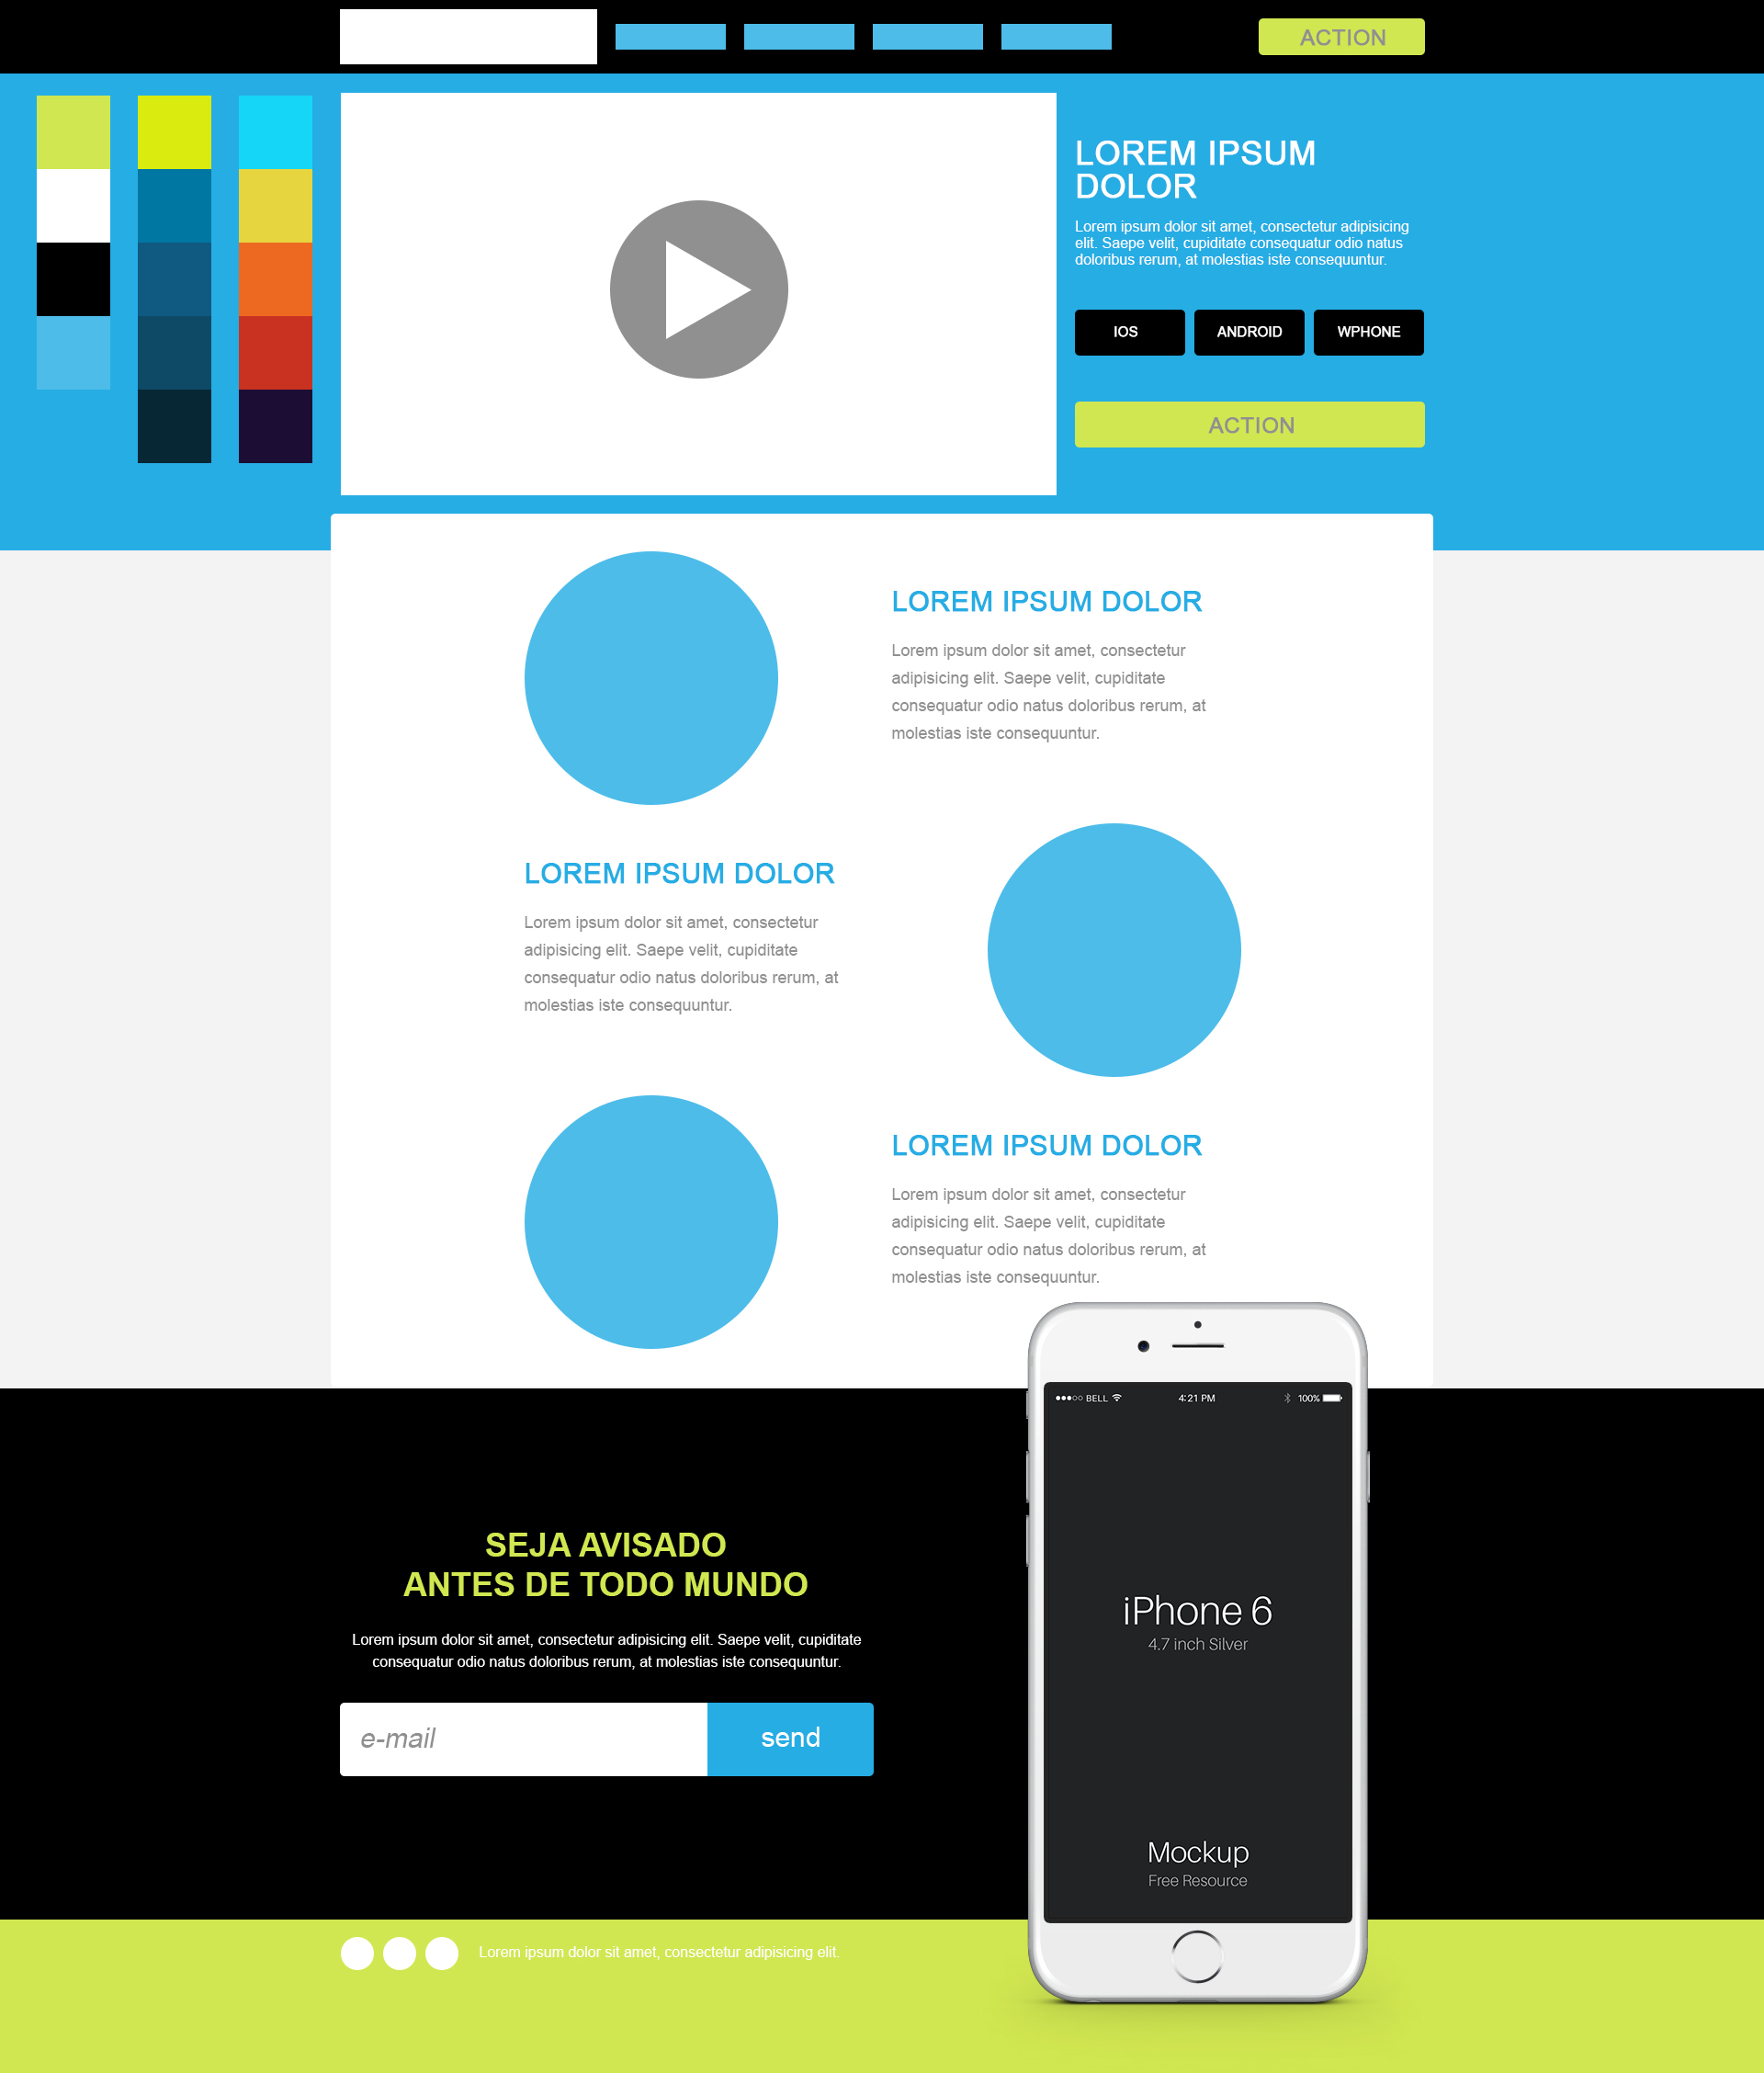 ACTION
LOREM IPSUM
DOLOR
Lorem ipsum dolor sit amet, consectetur adipisicing
elit. Saepe velit, cupiditate consequatur odio natus
doloribus rerum, at molestias iste consequuntur.
IOS
ANDROID
WPHONE
ACTION
LOREM IPSUM DOLOR
Lorem ipsum dolor sit amet, consectetur
adipisicing elit. Saepe velit, cupiditate
consequatur odio natus doloribus rerum, at
molestias iste consequuntur.
LOREM IPSUM DOLOR
Lorem ipsum dolor sit amet, consectetur
adipisicing elit. Saepe velit, cupiditate
consequatur odio natus doloribus rerum, at
molestias iste consequuntur.
LOREM IPSUM DOLOR
Lorem ipsum dolor sit amet, consectetur
adipisicing elit. Saepe velit, cupiditate
consequatur odio natus doloribus rerum, at
molestias iste consequuntur.
BELL 4:21 PM 100%
iPhone 6
4.7 inch Silver
Mockup
Free Resource
SEJA AVISADO
ANTES DE TODO MUNDO
Lorem ipsum dolor sit amet, consectetur adipisicing elit. Saepe velit, cupiditate
consequatur odio natus doloribus rerum, at molestias iste consequuntur.
e-mail
send
Lorem ipsum dolor sit amet, consectetur adipisicing elit.